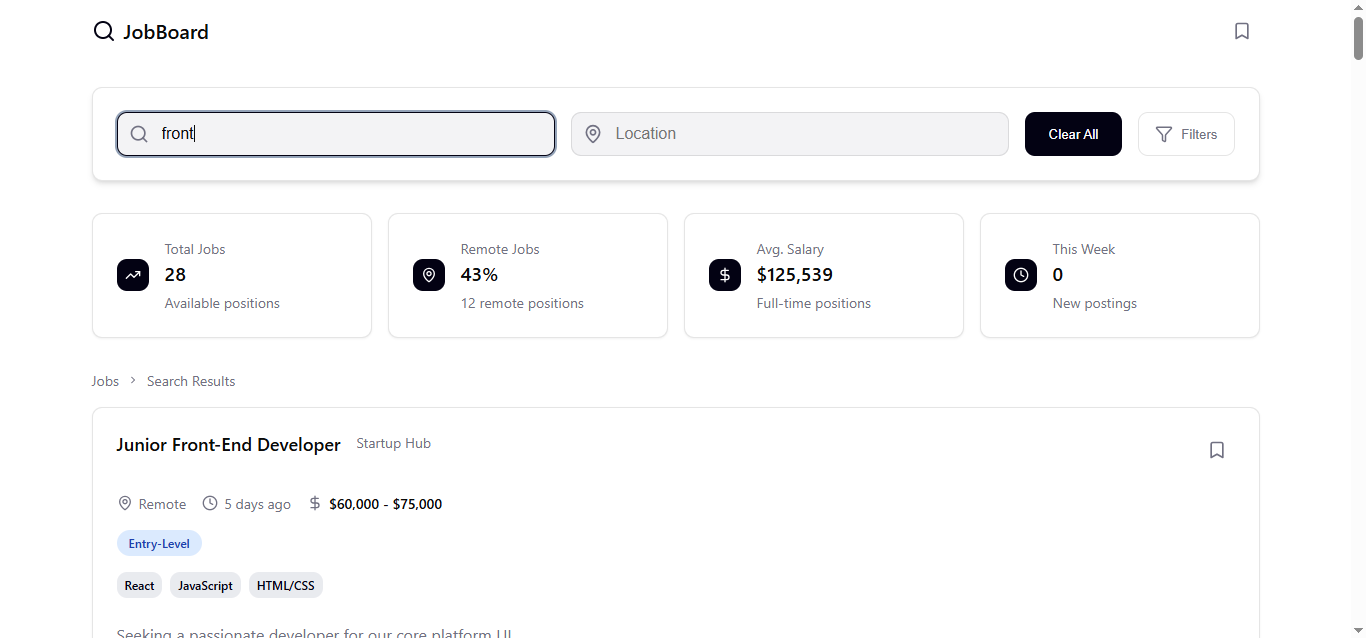 JobBoard
front
Location
Clear All
Filters
Total Jobs
28
Available positions
Remote Jobs
43%
12 remote positions
Avg. Salary
$125,539
Full-time positions
This Week
0
New postings
Jobs > Search Results
Junior Front-End Developer Startup Hub
Remote 5 days ago $ $60,000 - $75,000
Entry-Level
React JavaScript HTML/CSS
Seeking a passionate developer for our core platform UI.